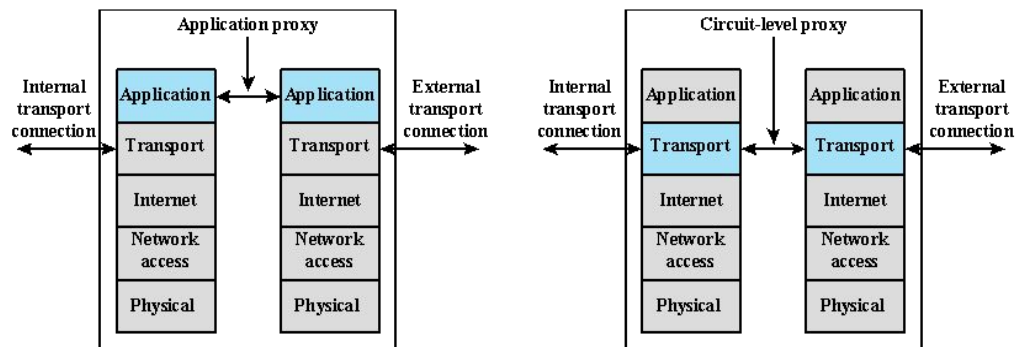 Application proxy
Internal
transport
connection
Application
Transport
Internet
Network
access
Physical
Application
Transport
Internet
Network
access
Physical
External
transport
connection
Circuit-level proxy
Internal
transport
connection
Application
Transport
Internet
Network
access
Physical
Application
Transport
Internet
Network
access
Physical
External
transport
connection